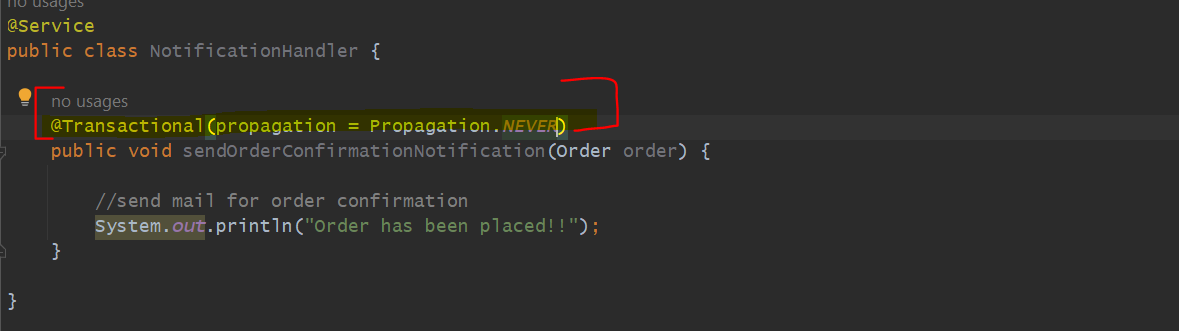 no usages
@Service
public class NotificationHandler {
no usages
@Transactional(propagation = Propagation.NEVER)
public void sendOrderConfirmationNotification(Order order) {
//send mail for order confirmation
System.out.println("Order has been placed!!");
}
}